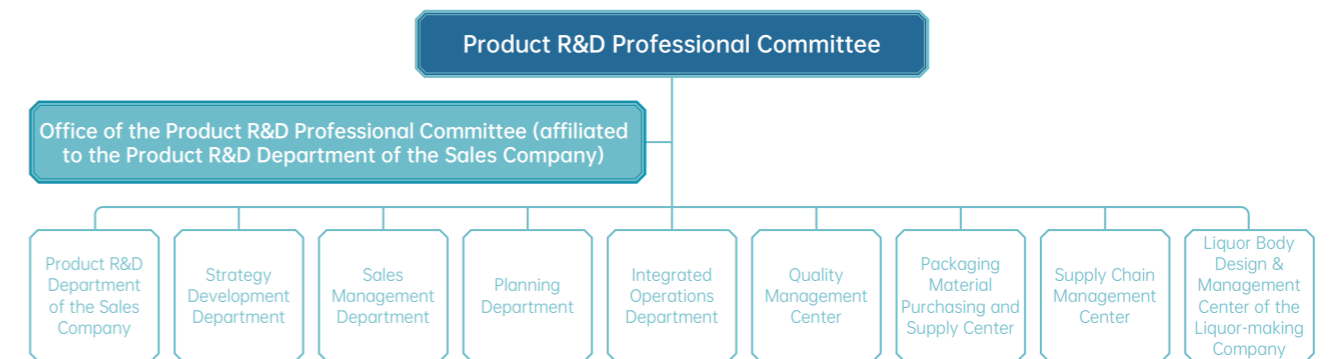 Product R&D Professional Committee
Office of the Product R&D Professional Committee (affiliated
to the Product R&D Department of the Sales Company)
Product R&D
Department
of the Sales
Company
Strategy
Development
Department
Sales
Management
Department
Planning
Department
Integrated
Operations
Department
Quality
Management
Center
Packaging
Material
Purchasing and
Supply Center
Supply Chain
Management
Center
Liquor Body
Design &
Management
Center of the
Liquor-making
Company